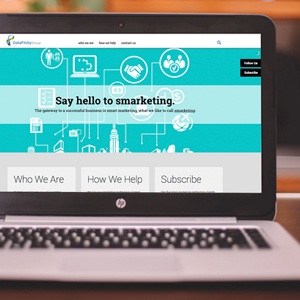 who we are how we help contact us
Follow Us
Subscribe
Say hello to smarketing.
The gateway to a successful business is smart marketing, what we like to call smarketing
Who We Are
How We Help
Subscribe
hp